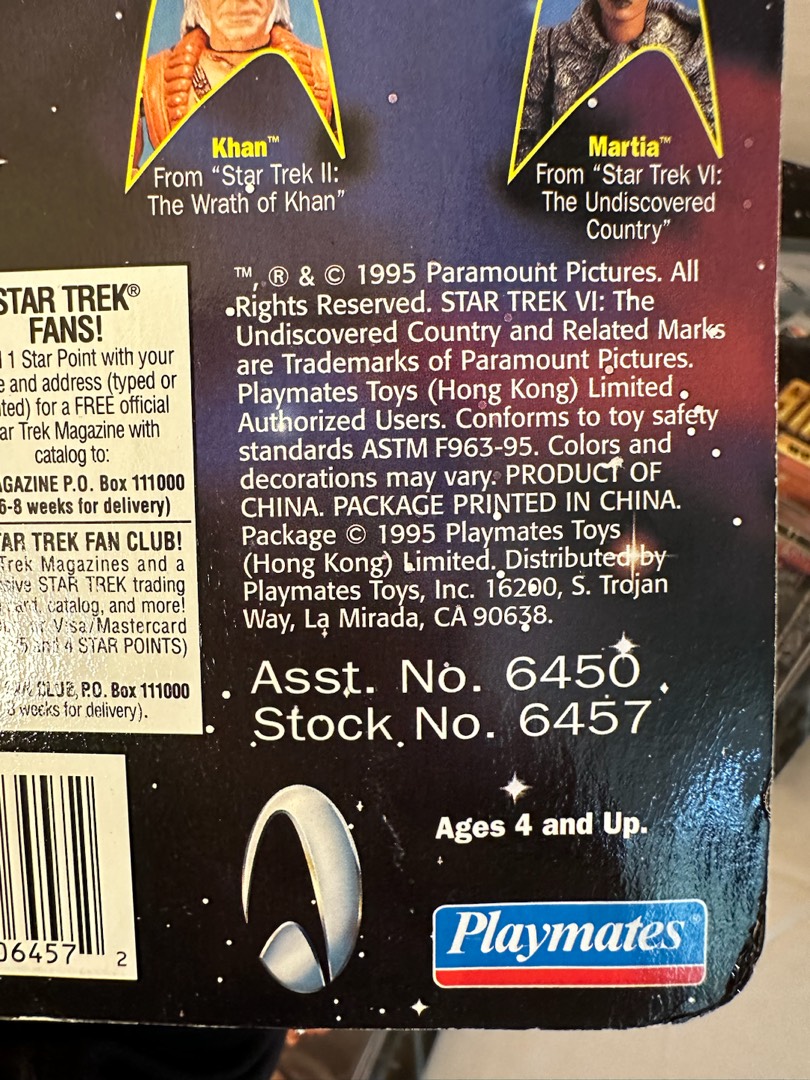 Khan™
From "Star Trek II:
The Wrath of Khan"
Martia™
From "Star Trek VI:
The Undiscovered
Country"
STAR TREK®
FANS!
1 Star Point with your
and address (typed or
for a FREE official
Trek Magazine with
catalog to:
P.O. Box 111000
6-8 weeks for delivery)
TREK FAN CLUB!
Trek Magazines and a
STAR TREK trading
catalog, and more!
Visa/Mastercard
4 STAR POINTS)
P.O. Box 111000
weeks for delivery).
™, ® & © 1995 Paramount Pictures. All
Rights Reserved. STAR TREK VI: The
Undiscovered Country and Related Marks
are Trademarks of Paramount Pictures.
Playmates Toys (Hong Kong) Limited
Authorized Users. Conforms to toy safety
standards ASTM F963-95. Colors and
decorations may vary. PRODUCT OF
CHINA. PACKAGE PRINTED IN CHINA.
Package © 1995 Playmates Toys
(Hong Kong) Limited. Distributed by
Playmates Toys, Inc. 16200, S. Trojan
Way, La Mirada, CA 90638.
Asst. No. 6450
Stock No. 6457
Ages 4 and Up.
06457 2
Playmates